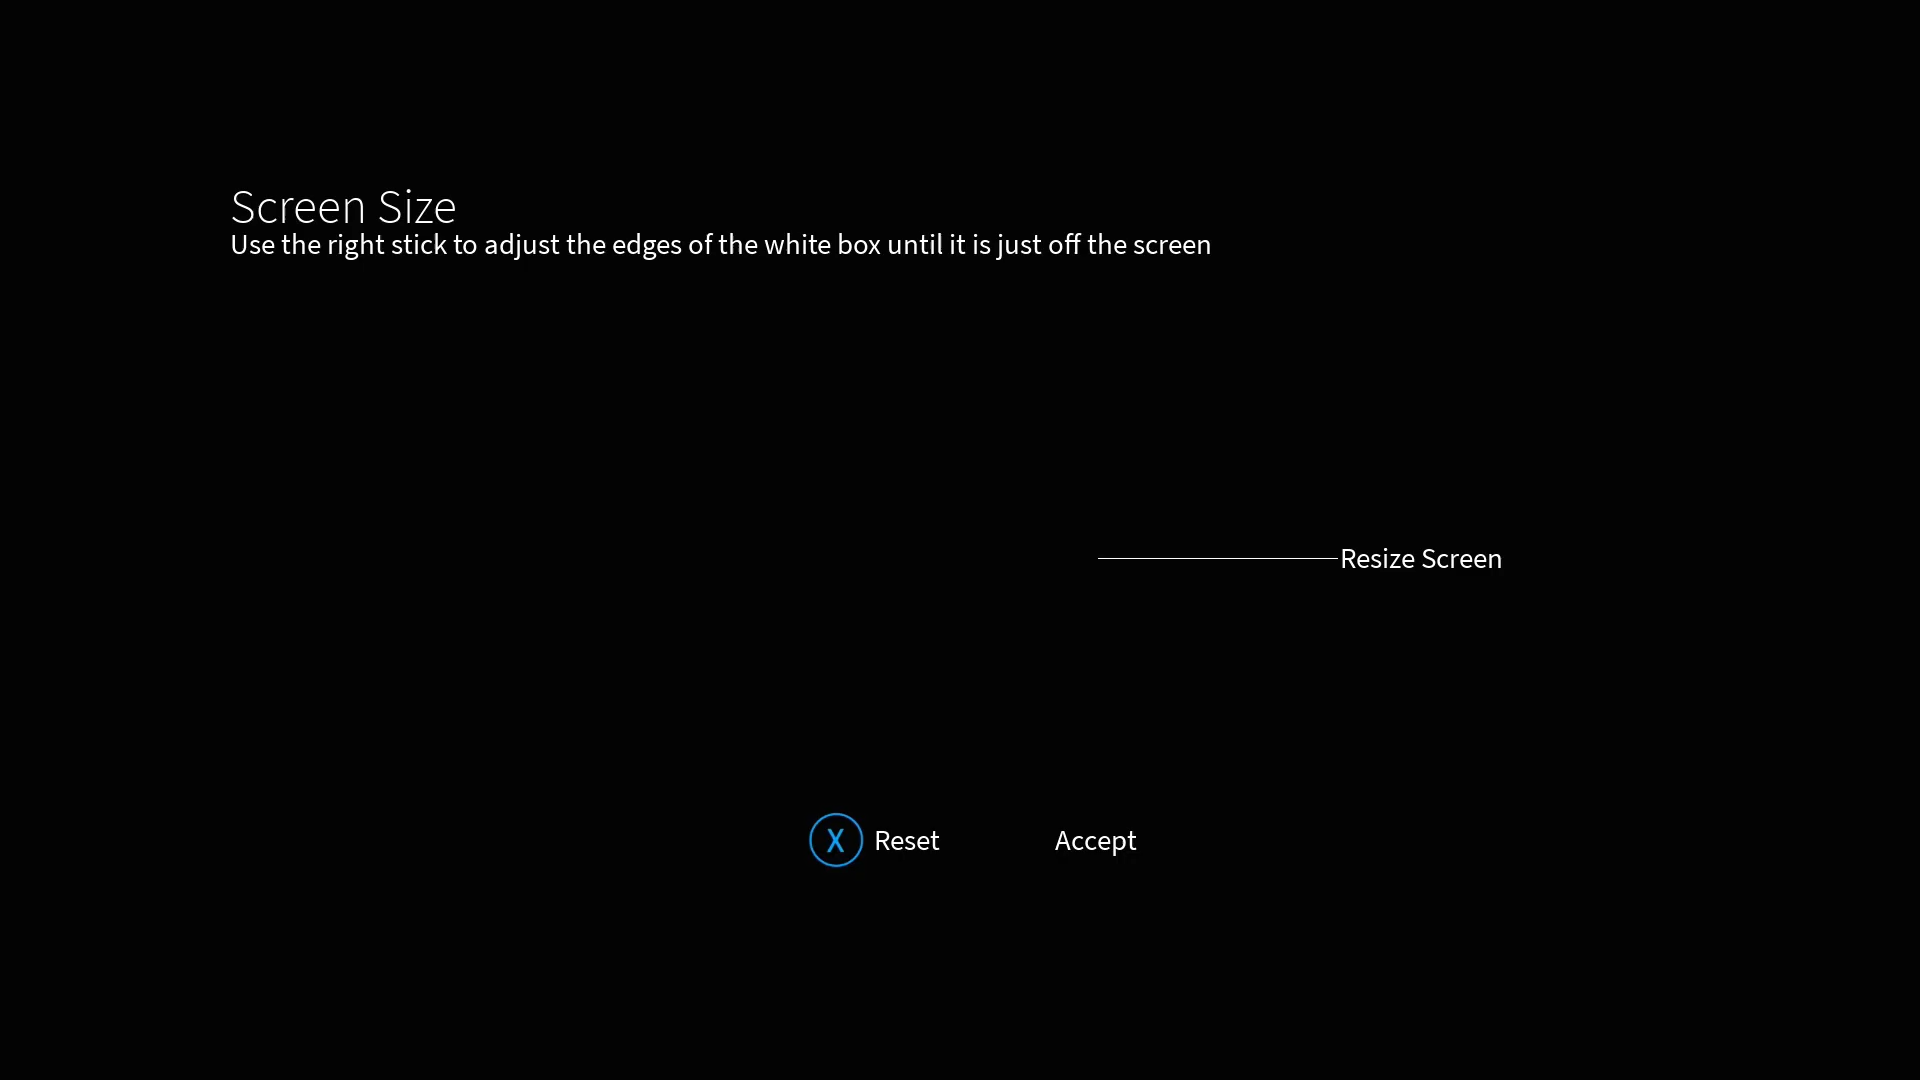 Screen Size
Use the right stick to adjust the edges of the white box until it is just off the screen
Resize Screen
X Reset Accept